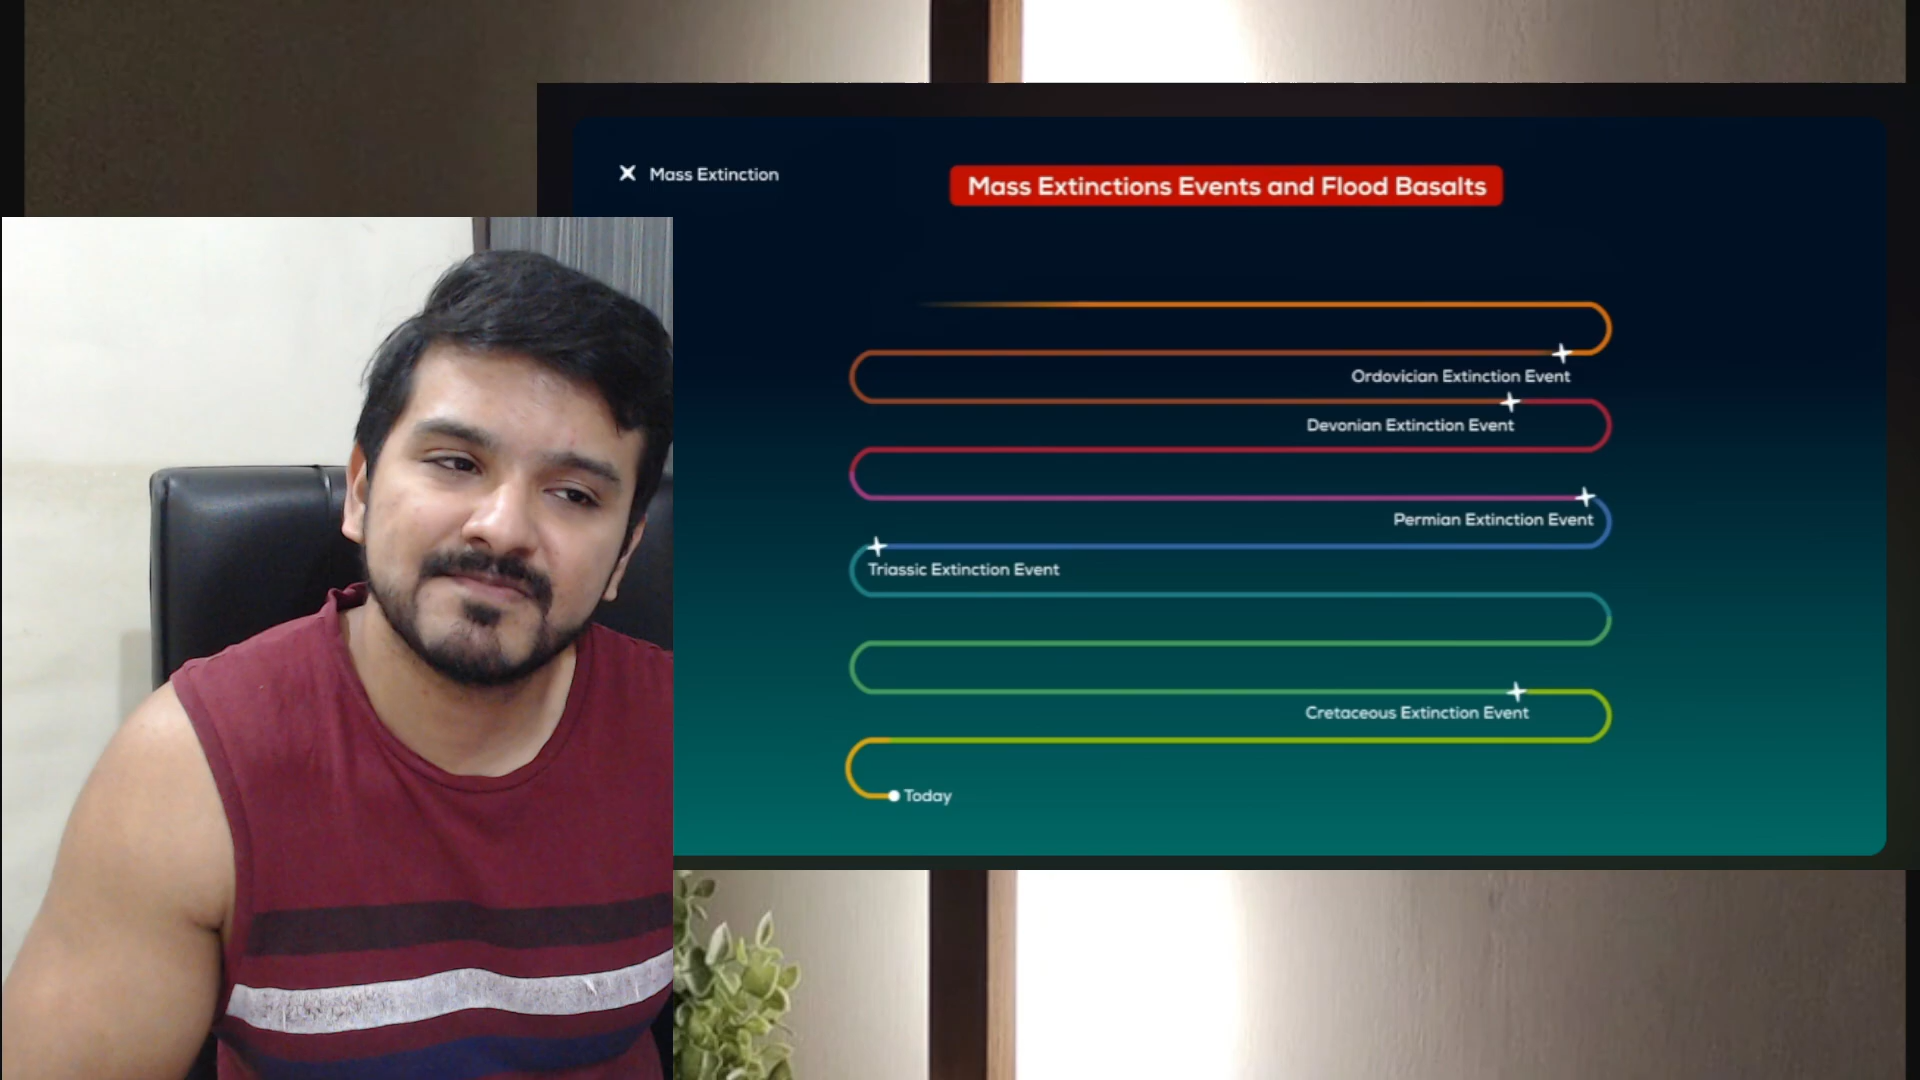 Mass Extinction
Mass Extinctions Events and Flood Basalts
Ordovician Extinction Event
Devonian Extinction Event
Permian Extinction Event
Triassic Extinction Event
Cretaceous Extinction Event
Today